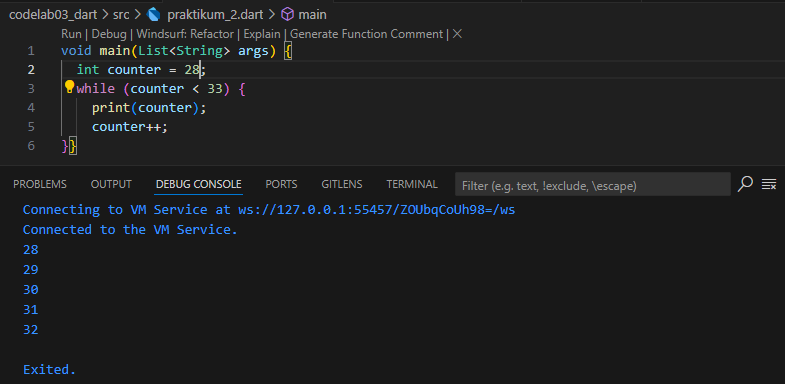 codelab03_dart > src > praktikum_2.dart > main
Run | Debug | Windsurf: Refactor | Explain | Generate Function Comment | ×
1 void main(List<String> args) {
2 int counter = 28;
3 while (counter < 33) {
4 print(counter);
5 counter++;
6 }}
PROBLEMS OUTPUT DEBUG CONSOLE PORTS GITLENS TERMINAL Filter (e.g. text, !exclude, \escape)
Connecting to VM Service at ws://127.0.0.1:55457/ZOUbqCoUh98=/ws
Connected to the VM Service.
28
29
30
31
32
Exited.